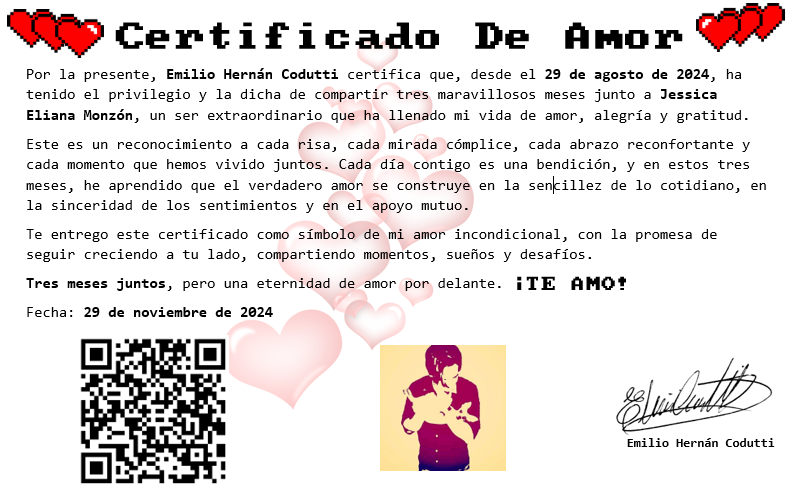 Certificado De Amor
Por la presente, Emilio Hernán Codutti certifica que, desde el 29 de agosto de 2024, ha
tenido el privilegio y la dicha de compartir tres maravillosos meses junto a Jessica
Eliana Monzón, un ser extraordinario que ha llenado mi vida de amor, alegría y gratitud.
Este es un reconocimiento a cada risa, cada mirada cómplice, cada abrazo reconfortante y
cada momento que hemos vivido juntos. Cada día contigo es una bendición, y en estos tres
meses, he aprendido que el verdadero amor se construye en la sencillez de lo cotidiano, en
la sinceridad de los sentimientos y en el apoyo mutuo.
Te entrego este certificado como símbolo de mi amor incondicional, con la promesa de
seguir creciendo a tu lado, compartiendo momentos, sueños y desafíos.
Tres meses juntos, pero una eternidad de amor por delante. ¡TE AMO!
Fecha: 29 de noviembre de 2024
Emilio Hernán Codutti